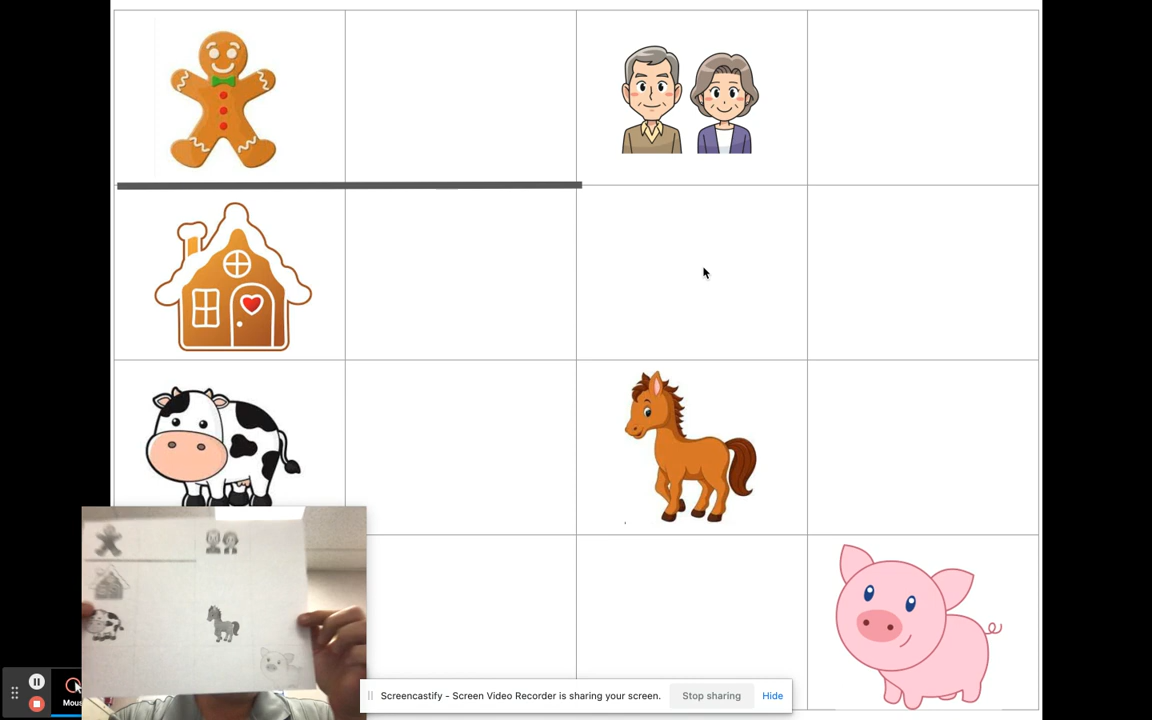 Screencastify - Screen Video Recorder is sharing your screen.
Stop sharing
Hide